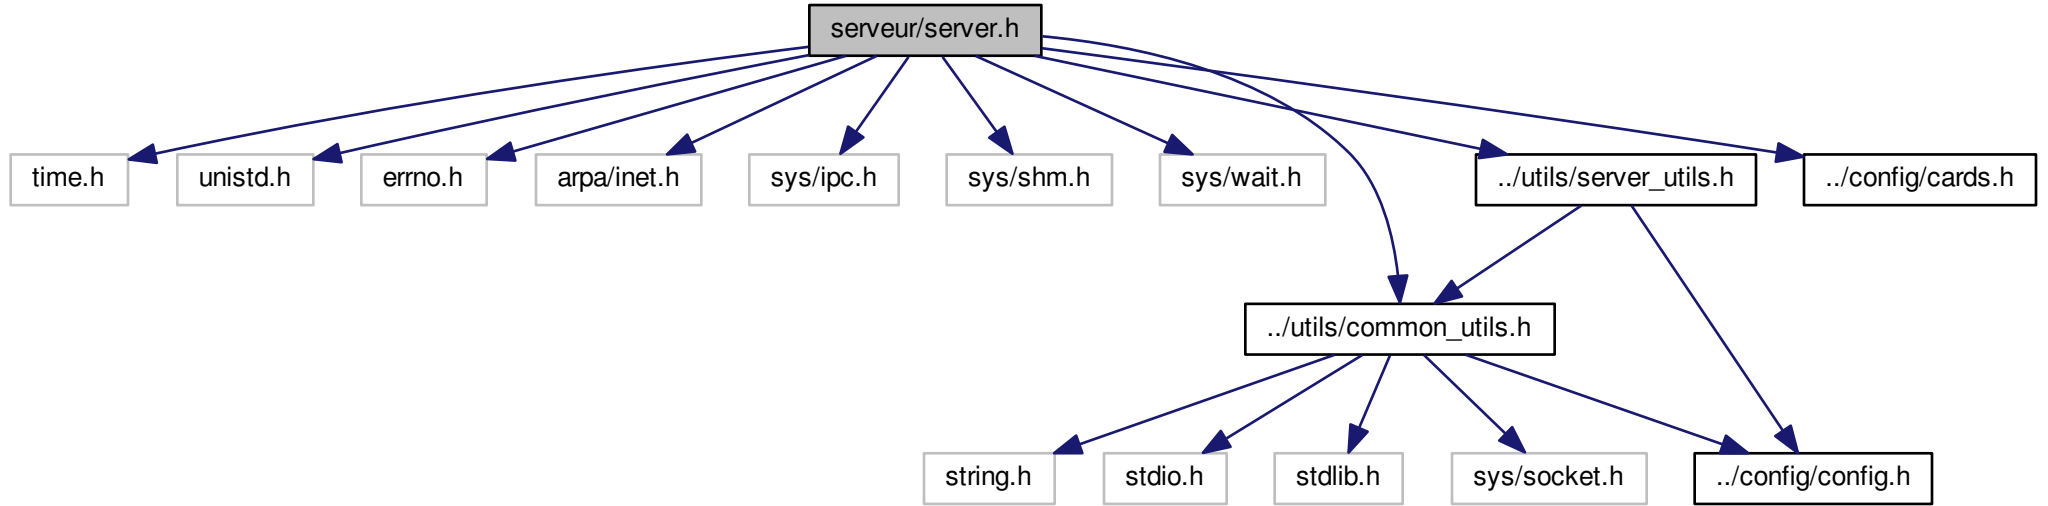 serveur/server.h
time.h
unistd.h
errno.h
arpa/inet.h
sys/ipc.h
sys/shm.h
sys/wait.h
../utils/server_utils.h
../config/cards.h
../utils/common_utils.h
string.h
stdio.h
stdlib.h
sys/socket.h
../config/config.h